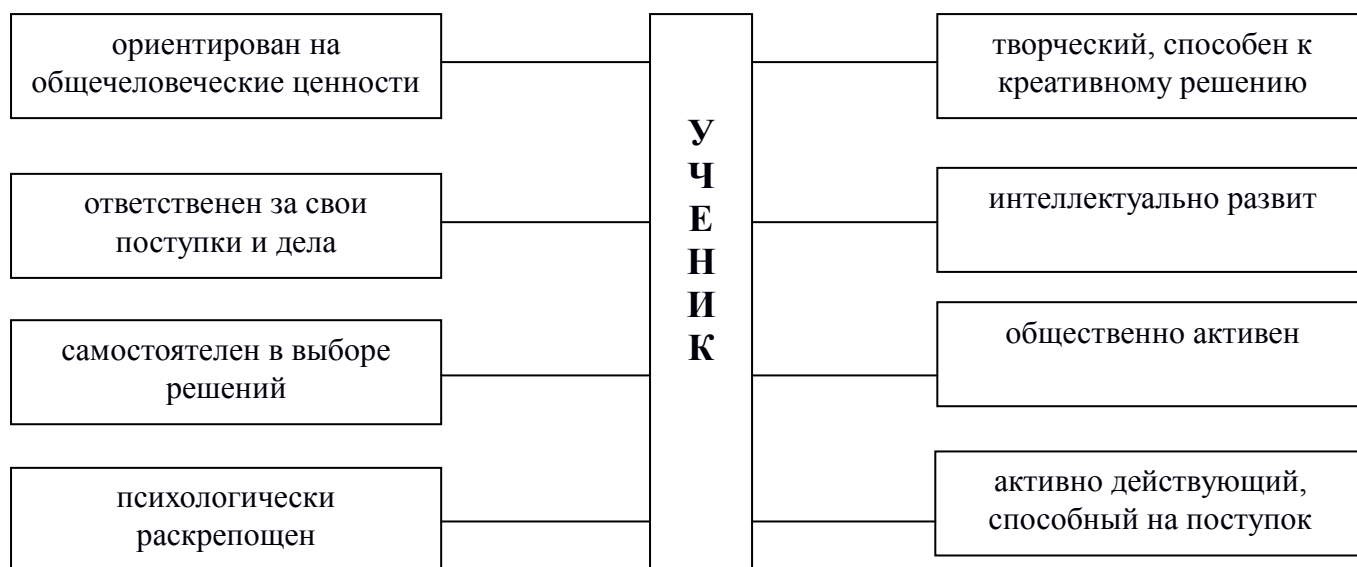 ориентирован на
общечеловеческие ценности
ответственен за свои
поступки и дела
самостоятелен в выборе
решений
психологически
раскрепощен
У
Ч
Е
Н
И
К
творческий, способен к
креативному решению
интеллектуально развит
общественно активен
активно действующий,
способный на поступок